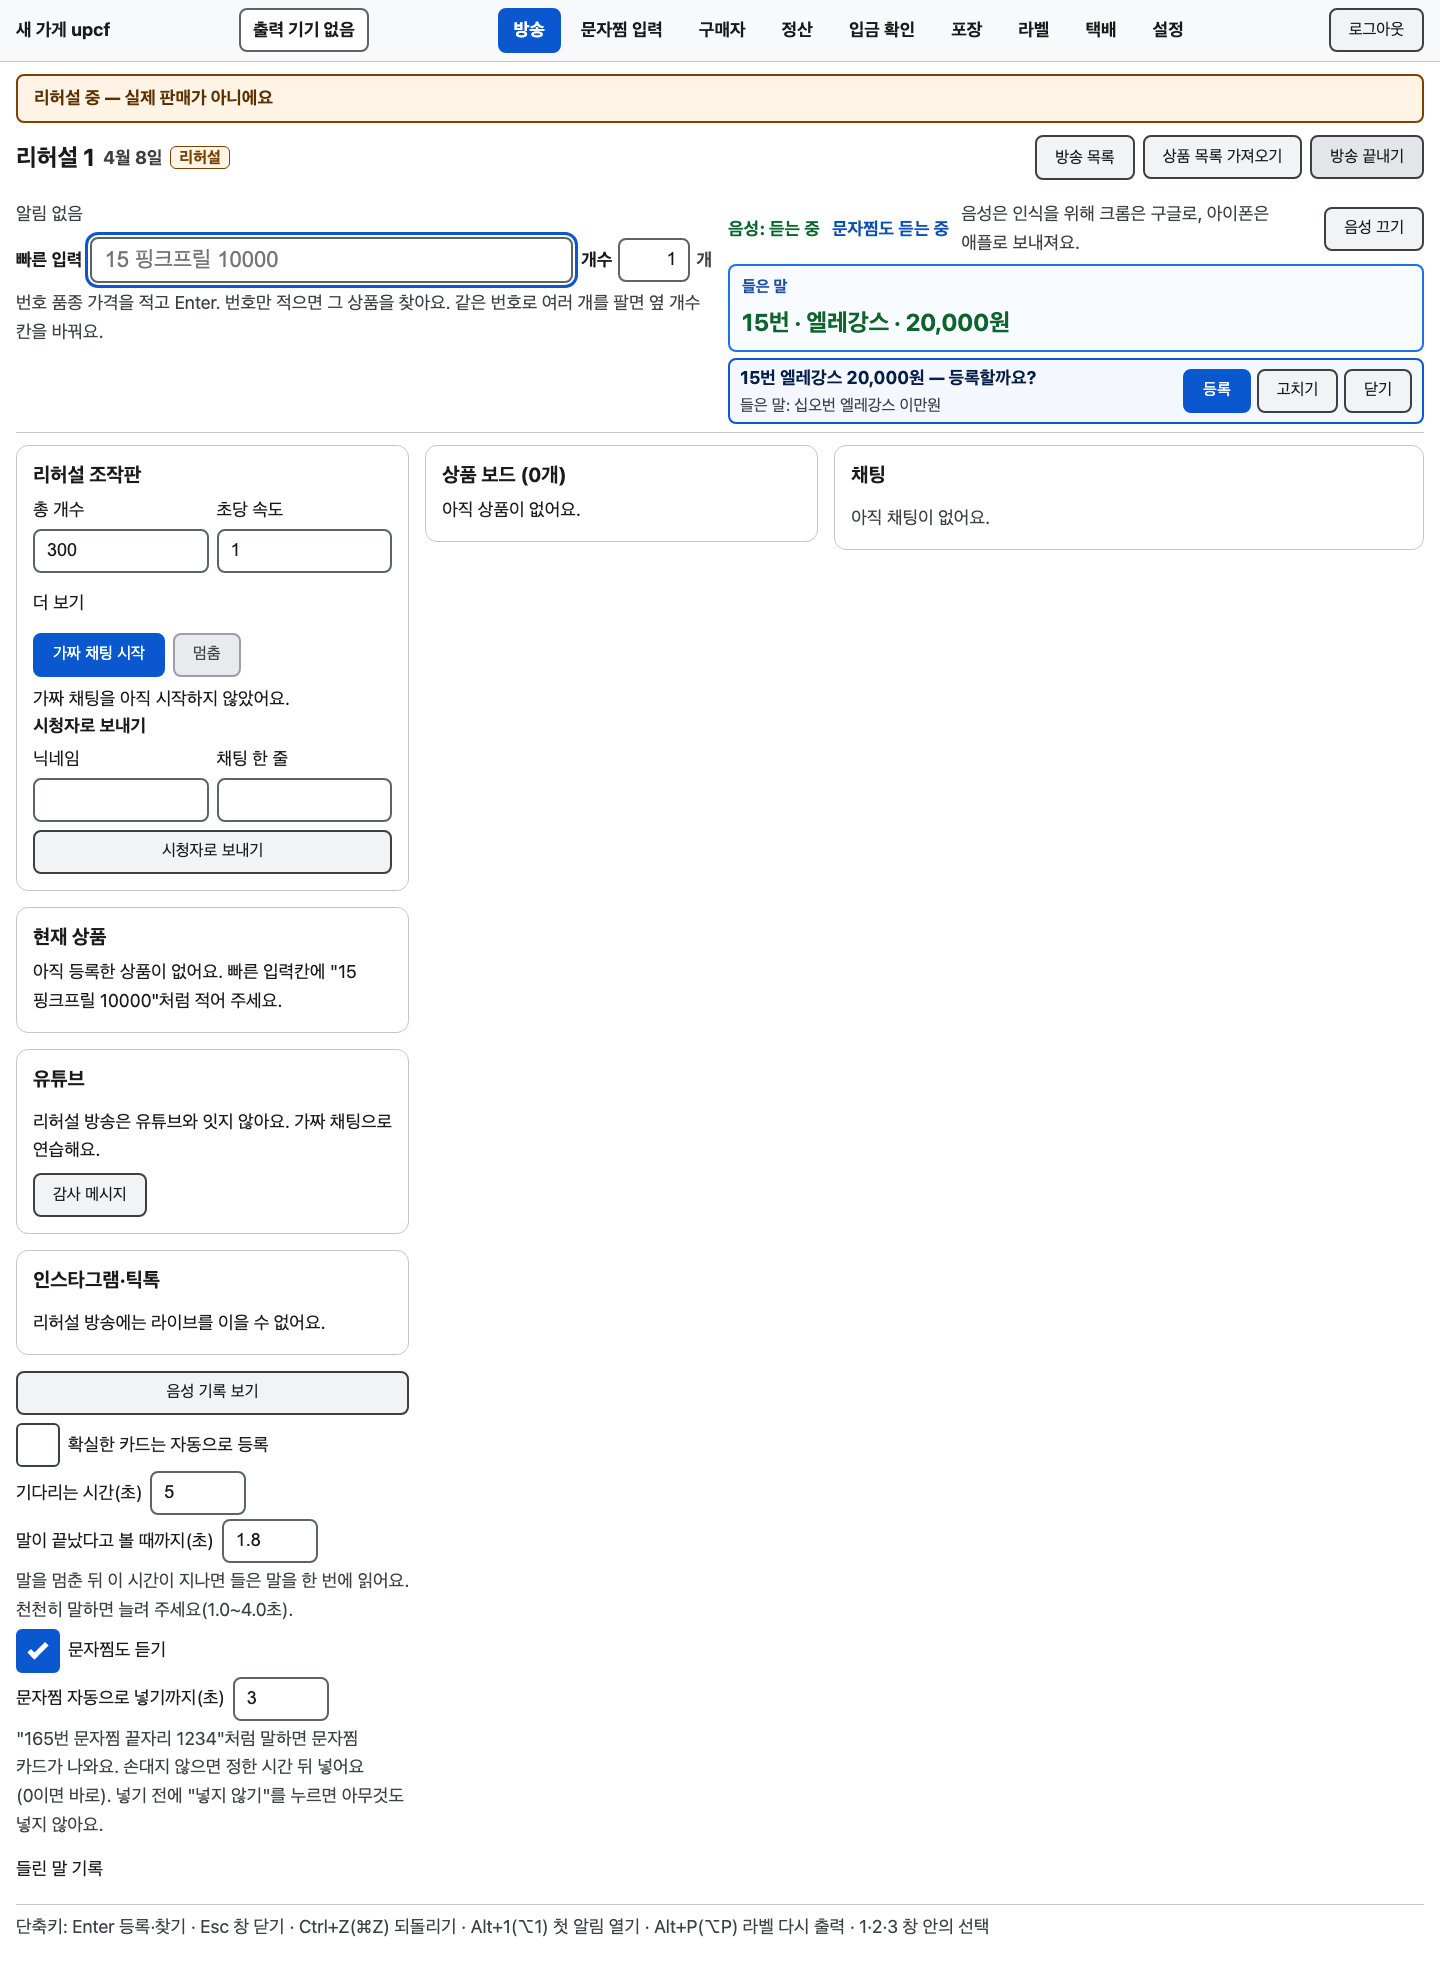 새 가게 upcf
출력 기기 없음
방송
문자찜 입력
구매자
정산
입금 확인
포장
라벨
택배
설정
로그아웃
리허설 중 — 실제 판매가 아니에요
리허설 1 4월 8일 리허설
방송 목록
상품 목록 가져오기
방송 끝내기
알림 없음
빠른 입력
15 핑크프릴 10000
개수
1
개
번호 품종 가격을 적고 Enter. 번호만 적으면 그 상품을 찾아요. 같은 번호로 여러 개를 팔면 옆 개수
칸을 바꿔요.
음성: 듣는 중
문자찜도 듣는 중
음성은 인식을 위해 크롬은 구글로, 아이폰은
애플로 보내져요.
음성 끄기
들은 말
15번 · 엘레강스 · 20,000원
15번 엘레강스 20,000원 — 등록할까요?
들은 말: 십오번 엘레강스 이만원
등록
고치기
닫기
리허설 조작판
총 개수
초당 속도
300
1
더 보기
가짜 채팅 시작
멈춤
가짜 채팅을 아직 시작하지 않았어요.
시청자로 보내기
닉네임
채팅 한 줄
시청자로 보내기
상품 보드 (0개)
아직 상품이 없어요.
채팅
아직 채팅이 없어요.
현재 상품
아직 등록한 상품이 없어요. 빠른 입력칸에 "15
핑크프릴 10000"처럼 적어 주세요.
유튜브
리허설 방송은 유튜브와 잇지 않아요. 가짜 채팅으로
연습해요.
감사 메시지
인스타그램·틱톡
리허설 방송에는 라이브를 이을 수 없어요.
음성 기록 보기
확실한 카드는 자동으로 등록
기다리는 시간(초)
5
말이 끝났다고 볼 때까지(초)
1.8
말을 멈춘 뒤 이 시간이 지나면 들은 말을 한 번에 읽어요.
천천히 말하면 늘려 주세요(1.0~4.0초).
문자찜도 듣기
문자찜 자동으로 넣기까지(초)
3
"165번 문자찜 끝자리 1234"처럼 말하면 문자찜
카드가 나와요. 손대지 않으면 정한 시간 뒤 넣어요
(0이면 바로). 넣기 전에 "넣지 않기"를 누르면 아무것도
넣지 않아요.
들린 말 기록
단축키: Enter 등록·찾기 · Esc 창 닫기 · Ctrl+Z(⌘Z) 되돌리기 · Alt+1(⌥1) 첫 알림 열기 · Alt+P(⌥P) 라벨 다시 출력 · 1·2·3 창 안의 선택